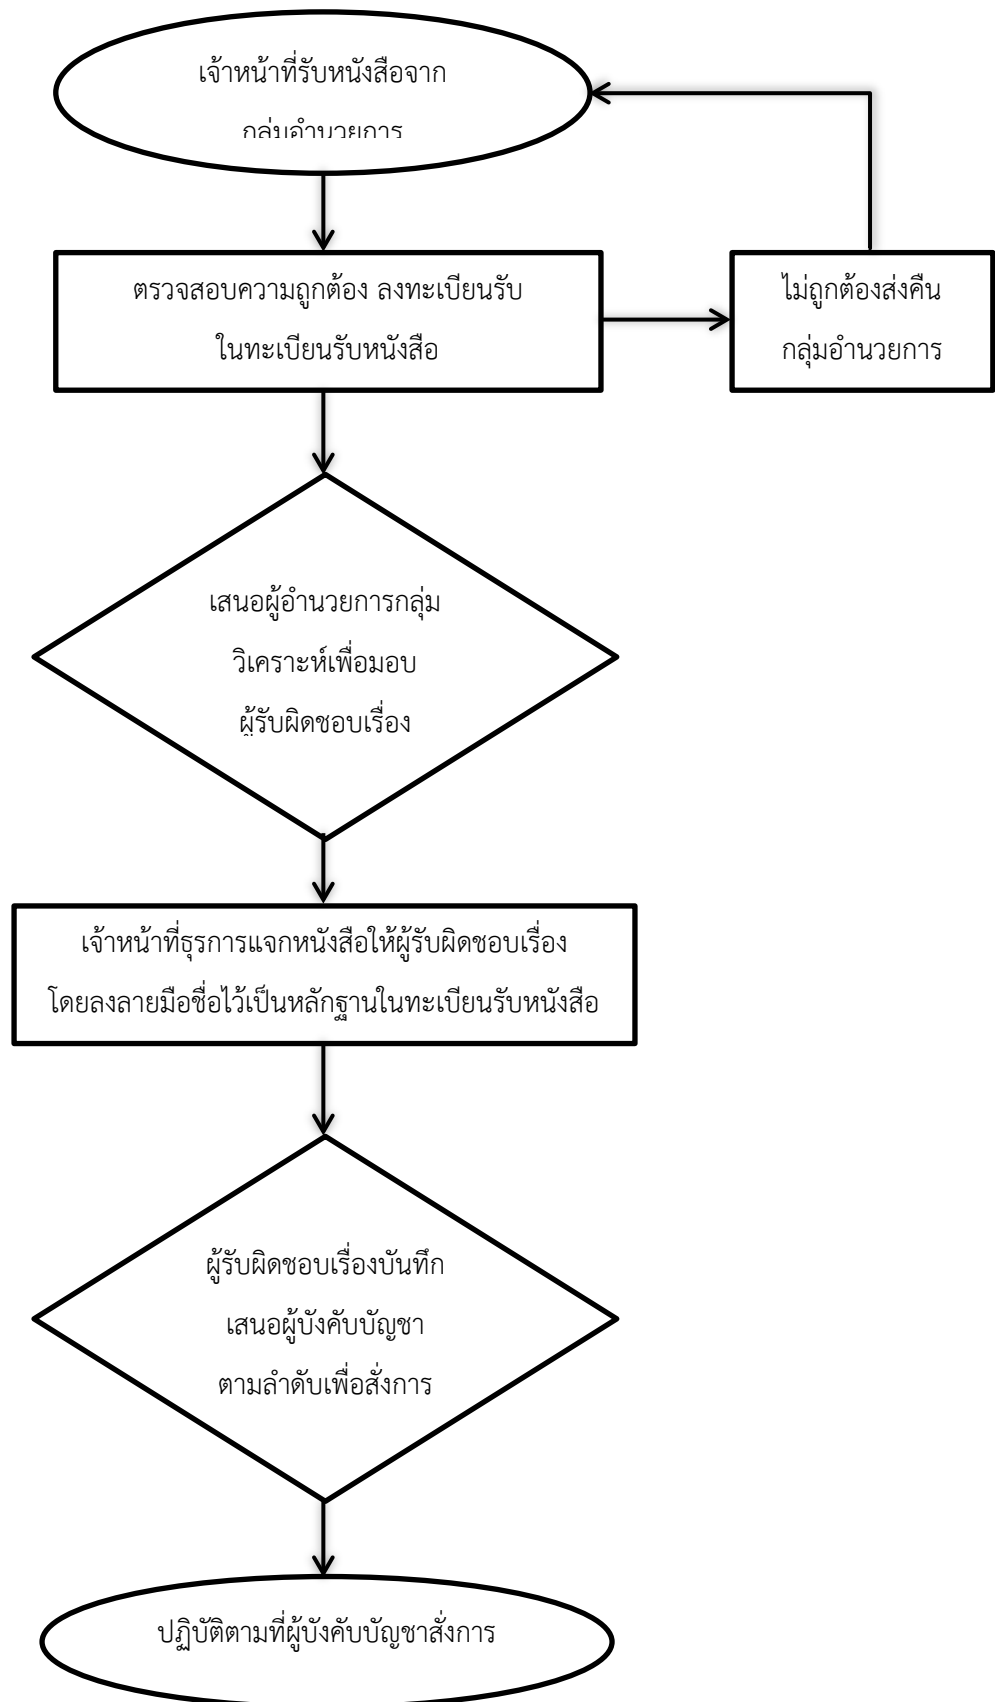 เจ้าหน้าที่รับหนังสือจาก
กลุ่มอำนวยการ
ตรวจสอบความถูกต้อง ลงทะเบียนรับ
ในทะเบียนรับหนังสือ
ไม่ถูกต้องส่งคืน
กลุ่มอำนวยการ
เสนอผู้อำนวยการกลุ่ม
วิเคราะห์เพื่อมอบ
ผู้รับผิดชอบเรื่อง
เจ้าหน้าที่ธุรการแจกหนังสือให้ผู้รับผิดชอบเรื่อง
โดยลงลายมือชื่อไว้เป็นหลักฐานในทะเบียนรับหนังสือ
ผู้รับผิดชอบเรื่องบันทึก
เสนอผู้บังคับบัญชา
ตามลำดับเพื่อสั่งการ
ปฏิบัติตามที่ผู้บังคับบัญชาสั่งการ